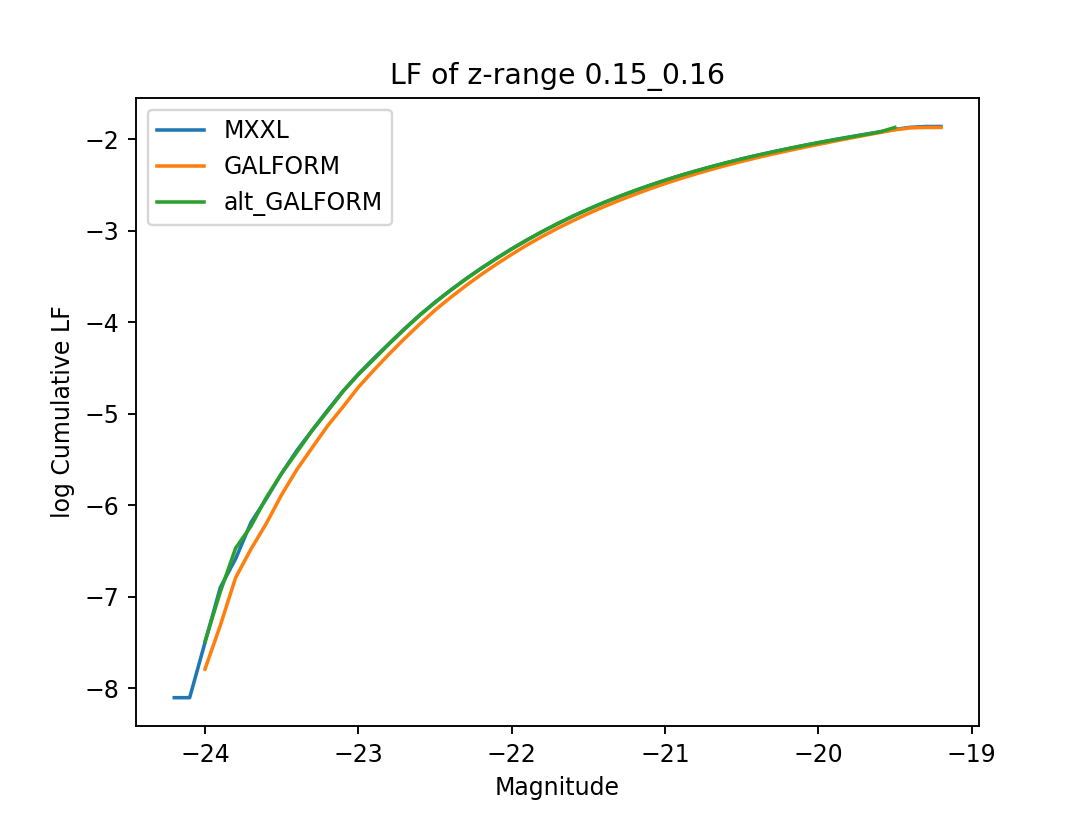 LF of z-range 0.15_0.16
MXXL
GALFORM
alt_GALFORM
log Cumulative LF
−2
−3
−4
−5
−6
−7
−8
−24
−23
−22
−21
−20
−19
Magnitude